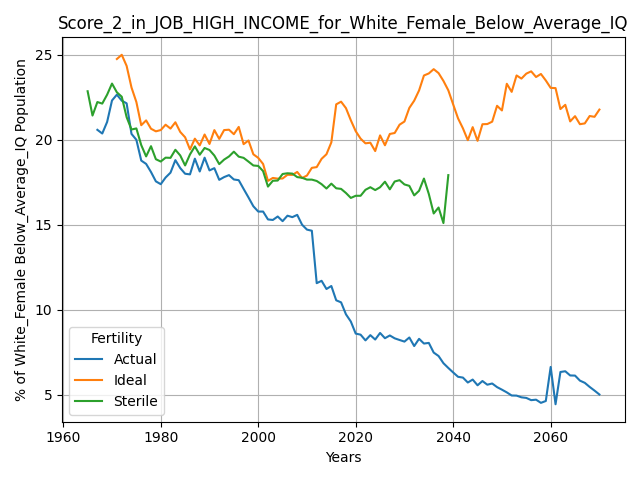 Score_2_in_JOB_HIGH_INCOME_for_White_Female_Below_Average_IQ
% of White_Female Below_Average_IQ Population
25
20
15
10
5
Fertility
Actual
Ideal
Sterile
1960 1980 2000 2020 2040 2060
Years